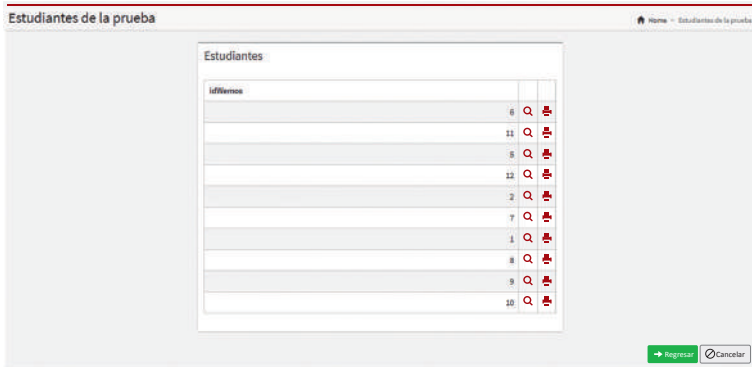 Estudiantes de la prueba
Home - Estudiantes de la prueba
Estudiantes
idWemos
6
11
5
12
2
7
1
8
9
10
Regresar Cancelar